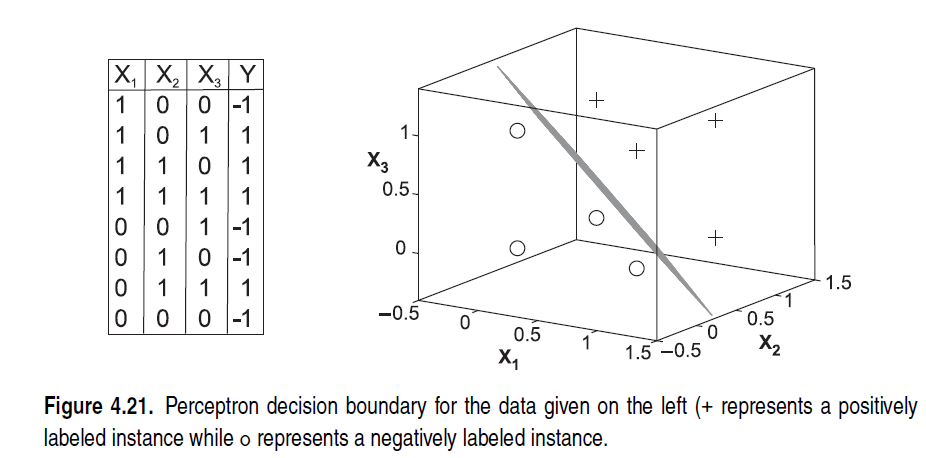 X1 X2 X3 Y
1 0 0 -1
1 0 1 1
1 1 0 1
1 1 1 1
0 0 1 -1
0 1 0 -1
0 1 1 1
0 0 0 -1
1
X3
0.5
0
-0.5
0
0.5
1
1.5
X1
-0.5
0
0.5
1
1.5
X2
Figure 4.21. Perceptron decision boundary for the data given on the left (+ represents a positively
labeled instance while o represents a negatively labeled instance.